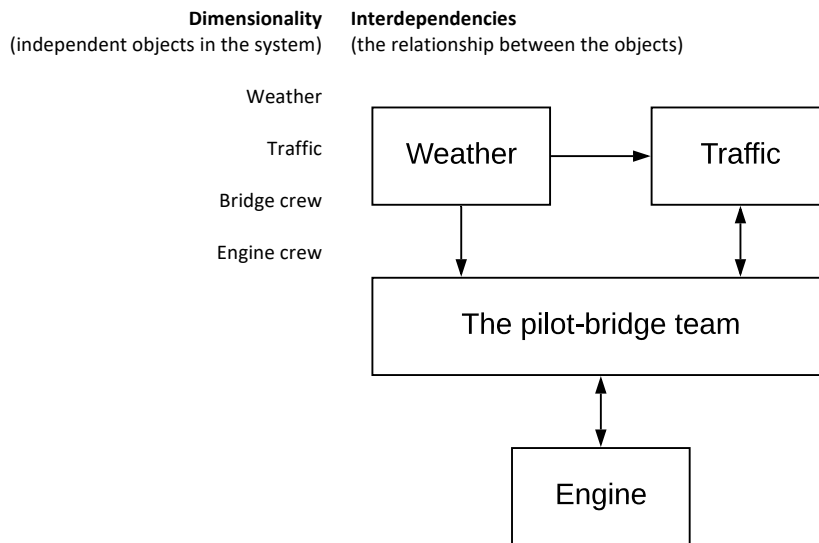 Dimensionality
(independent objects in the system)
Weather
Traffic
Bridge crew
Engine crew
Interdependencies
(the relationship between the objects)
Weather
Traffic
The pilot-bridge team
Engine